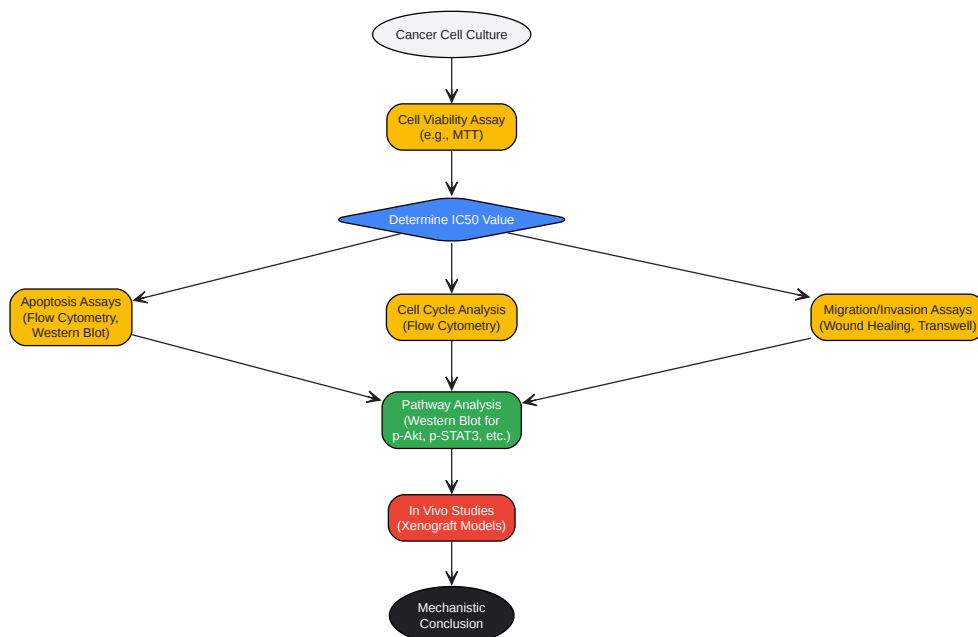 Cancer Cell Culture
Cell Viability Assay
(e.g., MTT)
Determine IC50 Value
Apoptosis Assays
(Flow Cytometry,
Western Blot)
Cell Cycle Analysis
(Flow Cytometry)
Migration/Invasion Assays
(Wound Healing, Transwell)
Pathway Analysis
(Western Blot for
p-Akt, p-STAT3, etc.)
In Vivo Studies
(Xenograft Models)
Mechanistic
Conclusion